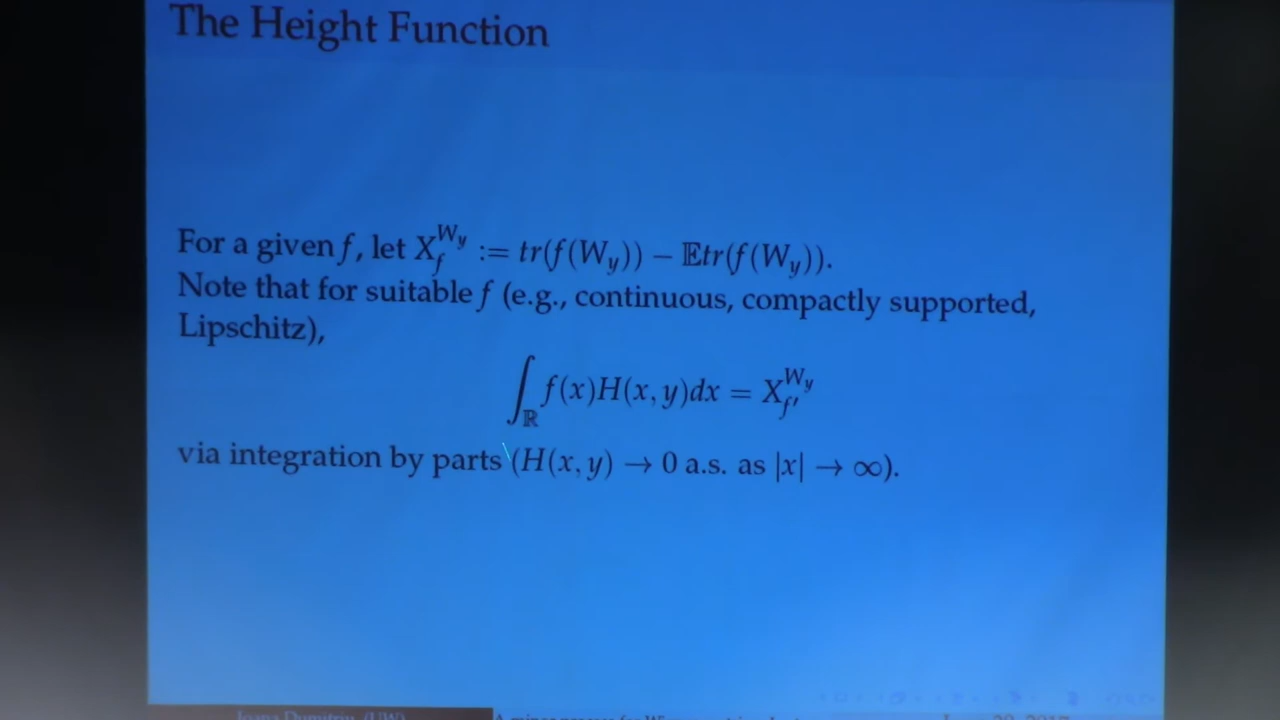 The Height Function
For a given f, let X_f^{W_y} := tr(f(W_y)) − 𝔼tr(f(W_y)).
Note that for suitable f (e.g., continuous, compactly supported,
Lipschitz),
∫_ℝ f(x)H(x, y)dx = X_{f'}^{W_y}
via integration by parts (H(x, y) → 0 a.s. as |x| → ∞).